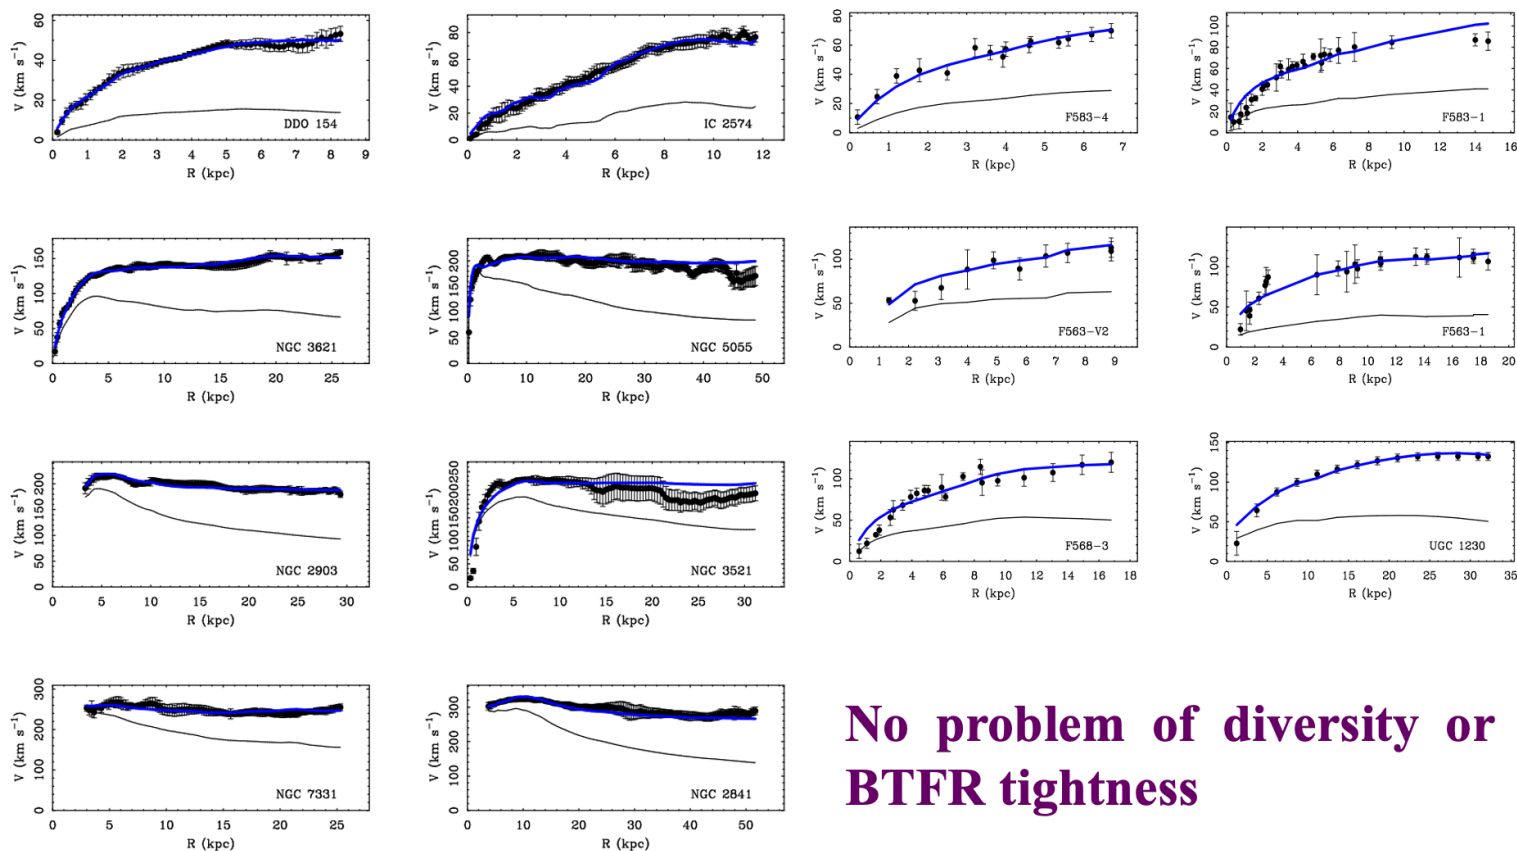 V (km s⁻¹)
0 20 40 60
DDO 154
0 1 2 3 4 5 6 7 8 9
R (kpc)
V (km s⁻¹)
0 20 40 60 80
IC 2574
0 2 4 6 8 10 12
R (kpc)
V (km s⁻¹)
0 20 40 60 80
F583-4
0 1 2 3 4 5 6 7
R (kpc)
V (km s⁻¹)
0 20 40 60 80 100
F583-1
0 2 4 6 8 10 12 14 16
R (kpc)
V (km s⁻¹)
0 50 100 150
NGC 3621
0 5 10 15 20 25
R (kpc)
V (km s⁻¹)
0 50 100 150 200
NGC 5055
0 10 20 30 40 50
R (kpc)
V (km s⁻¹)
0 50 100
F563-V2
0 1 2 3 4 5 6 7 8 9
R (kpc)
V (km s⁻¹)
0 50 100
F563-1
0 2 4 6 8 10 12 14 16 18 20
R (kpc)
V (km s⁻¹)
0 50 100 150 200
NGC 2903
0 5 10 15 20 25 30
R (kpc)
V (km s⁻¹)
0 50 100 150 200 250
NGC 3521
0 5 10 15 20 25 30
R (kpc)
V (km s⁻¹)
0 50 100
F568-3
0 2 4 6 8 10 12 14 16 18
R (kpc)
V (km s⁻¹)
0 50 100 150
UGC 1230
0 5 10 15 20 25 30 35
R (kpc)
V (km s⁻¹)
0 100 200 300
NGC 7331
0 5 10 15 20 25
R (kpc)
V (km s⁻¹)
0 100 200 300
NGC 2841
0 10 20 30 40 50
R (kpc)
No problem of diversity or
BTFR tightness